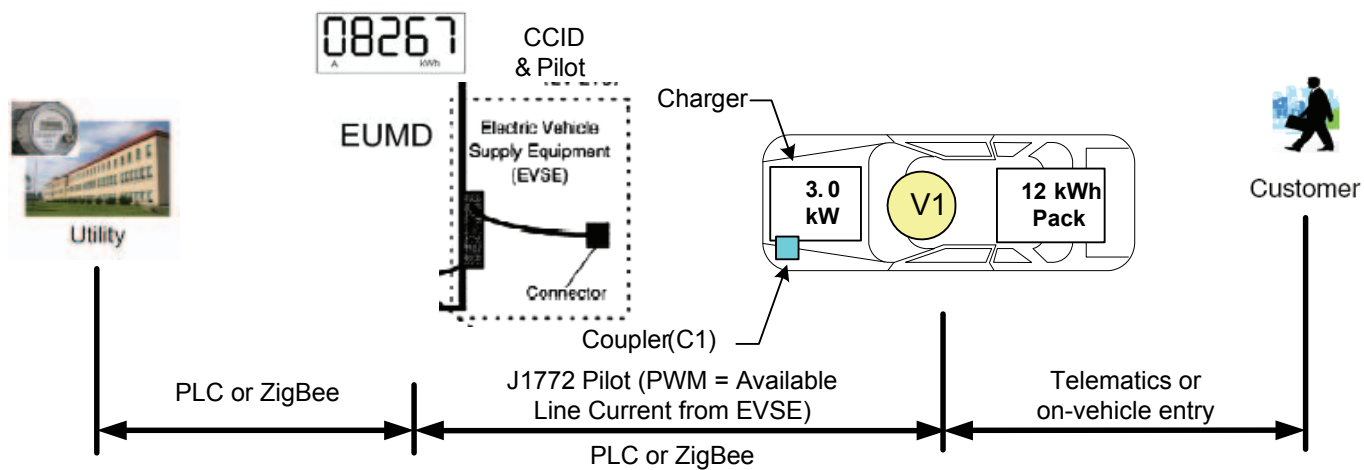 08267
A kWh
CCID
& Pilot
EUMD
Electric Vehicle
Supply Equipment
(EVSE)
Connector
Utility
Charger
3. 0
kW
V1
12 kWh
Pack
Customer
Coupler(C1)
PLC or ZigBee
J1772 Pilot (PWM = Available
Line Current from EVSE)
PLC or ZigBee
Telematics or
on-vehicle entry